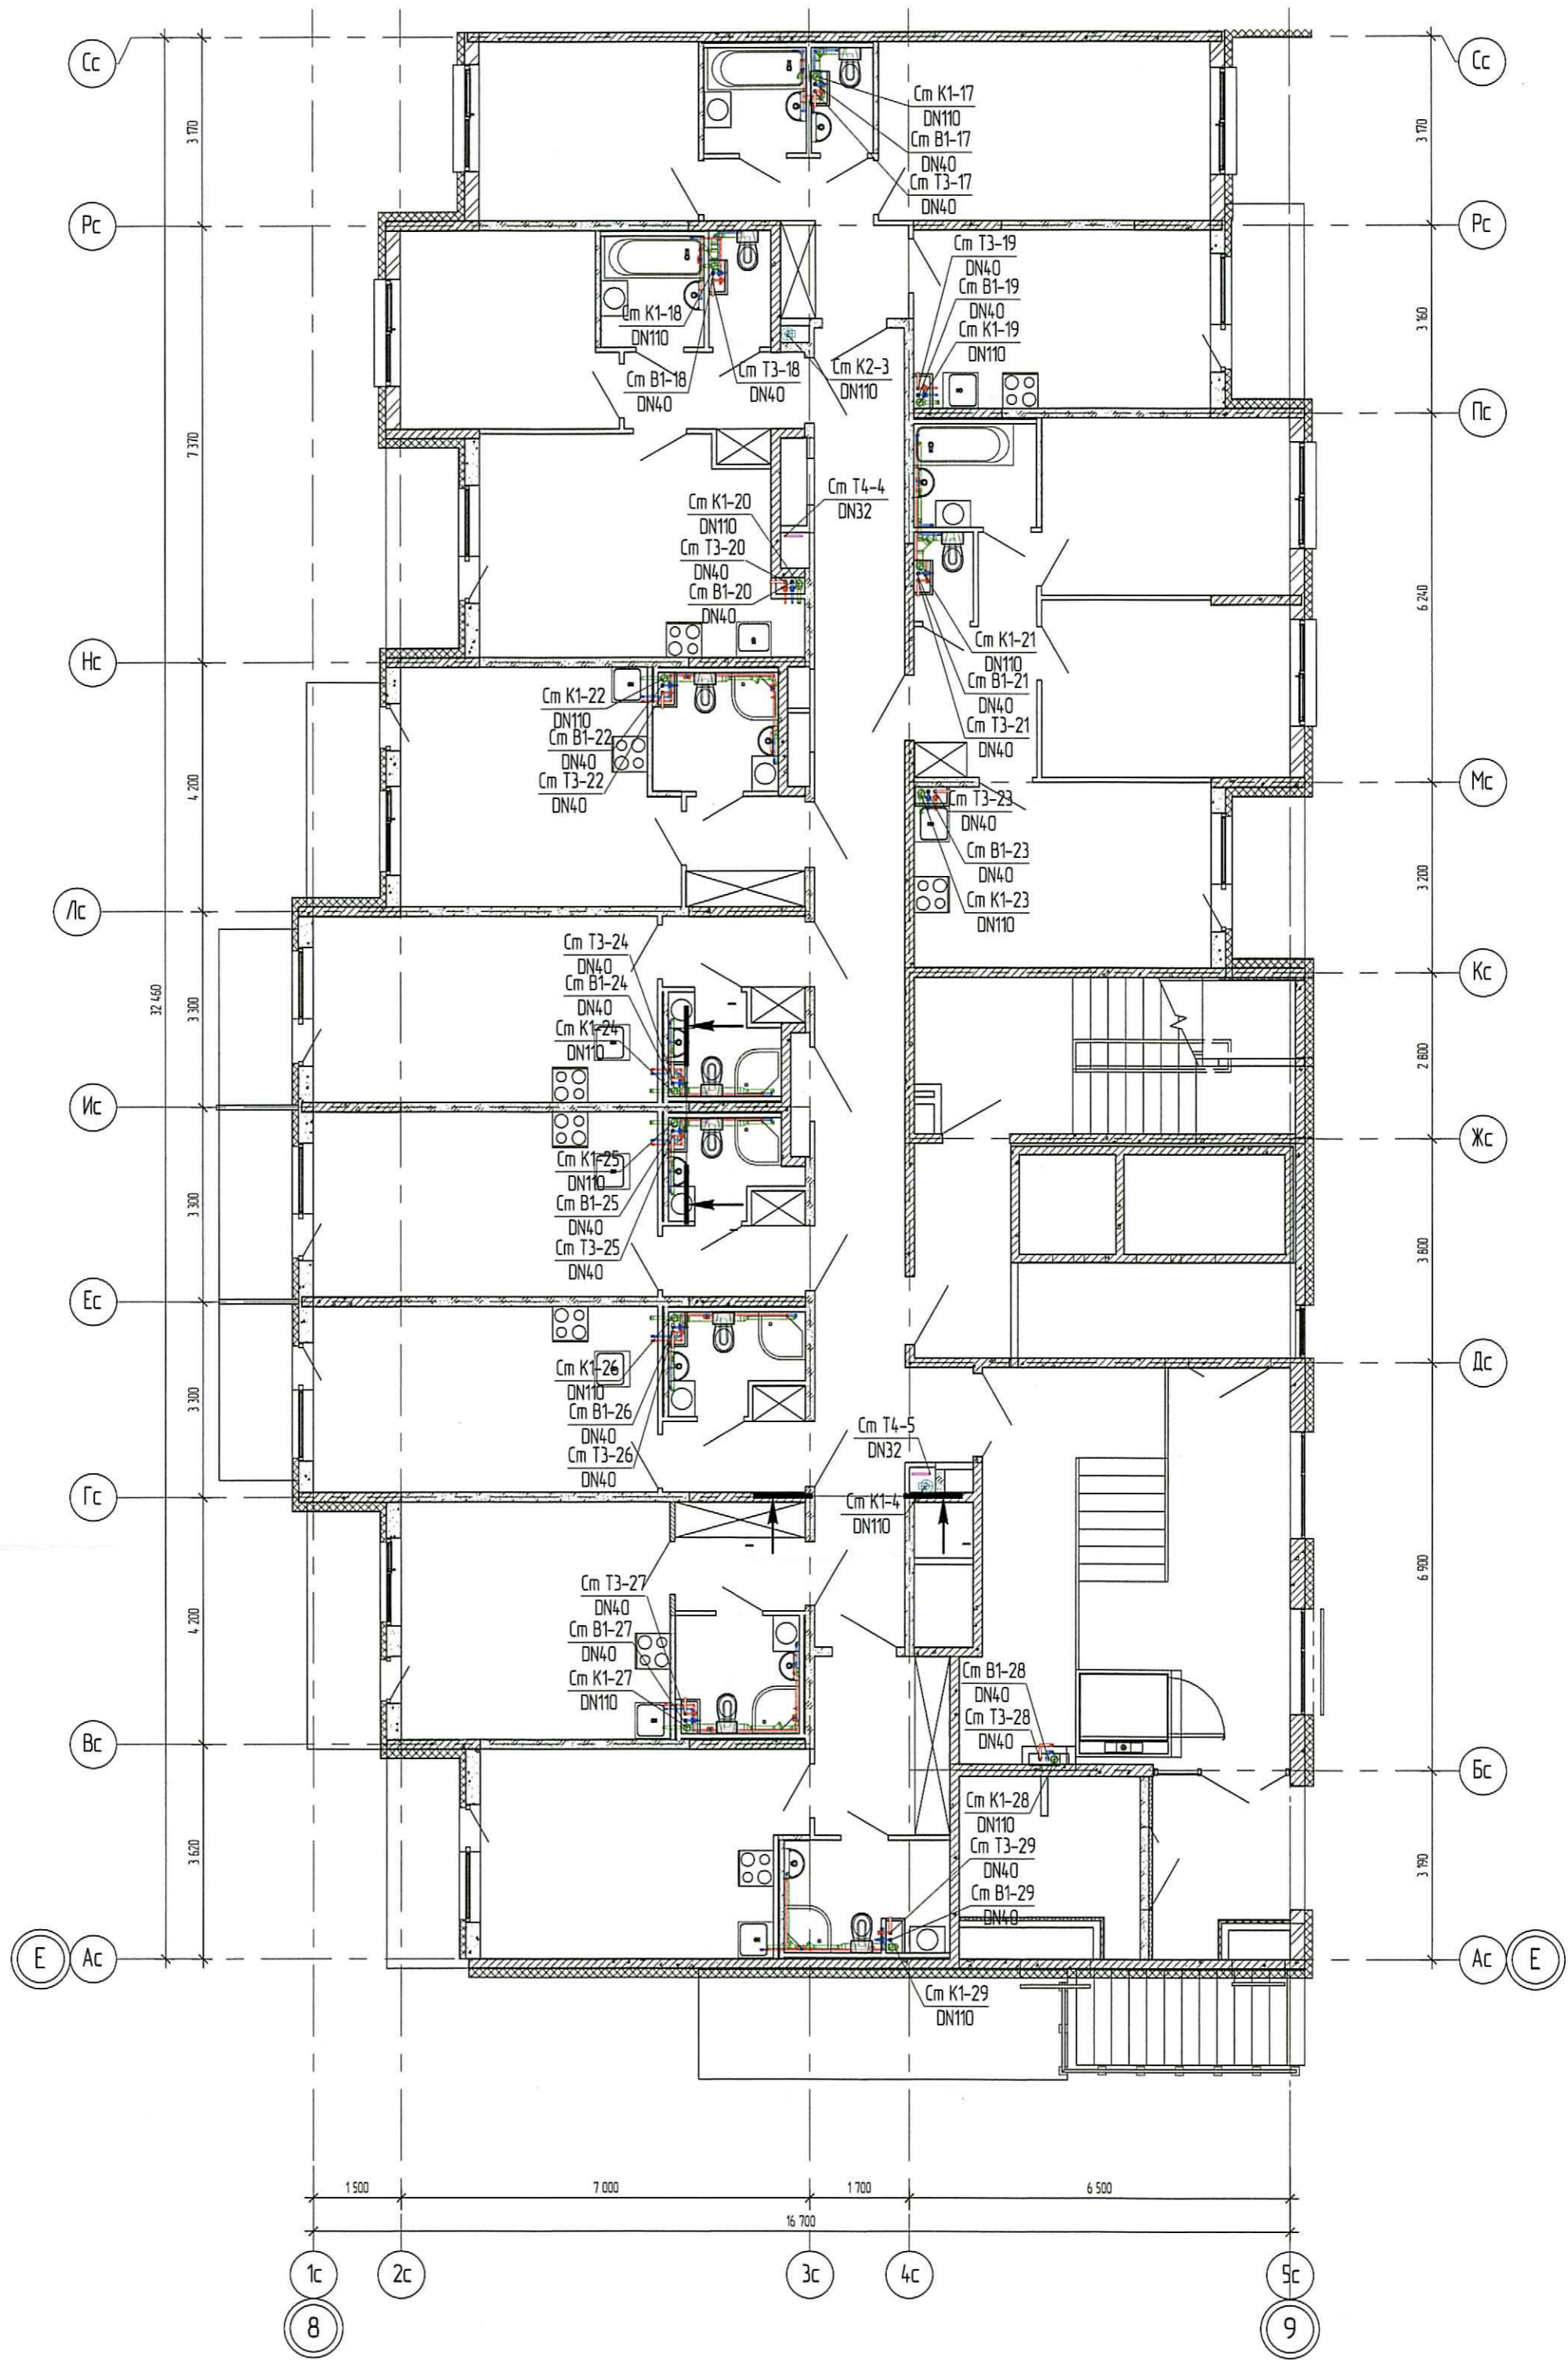 Сс
Сс
Ст К1-17
DN110
Ст В1-17
DN40
Ст Т3-17
DN40
3 170
3 170
Рс
Рс
Ст Т3-19
DN40
Ст В1-19
DN40
Ст К1-19
DN110
3 160
Ст К1-18
DN110
Ст В1-18
DN40
Ст Т3-18
DN40
Ст К2-3
DN110
Пс
7 370
Ст Т4-4
DN32
Ст К1-20
DN110
Ст Т3-20
DN40
Ст В1-20
DN40
6 240
Ст К1-21
DN110
Ст В1-21
DN40
Ст Т3-21
DN40
Нс
Ст К1-22
DN110
Ст В1-22
DN40
Ст Т3-22
DN40
4 200
Мс
Ст Т3-23
DN40
Ст В1-23
DN40
Ст К1-23
DN110
3 200
Лс
Ст Т3-24
DN40
Ст В1-24
DN40
Ст К1-24
DN110
Кс
32 460
3 300
2 800
Ис
Жс
Ст К1-25
DN110
Ст В1-25
DN40
Ст Т3-25
DN40
3 300
3 800
Ес
Дс
Ст К1-26
DN110
Ст В1-26
DN40
Ст Т3-26
DN40
3 300
Ст Т4-5
DN32
Гс
Ст К1-4
DN110
6 900
Ст Т3-27
DN40
Ст В1-27
DN40
Ст К1-27
DN110
4 200
Ст В1-28
DN40
Ст Т3-28
DN40
Вс
Бс
Ст К1-28
DN110
Ст Т3-29
DN40
Ст В1-29
DN40
3 620
3 190
Е
Ас
Ас
Е
Ст К1-29
DN110
1 500
7 000
1 700
6 500
16 700
1с
2с
3с
4с
5с
8
9